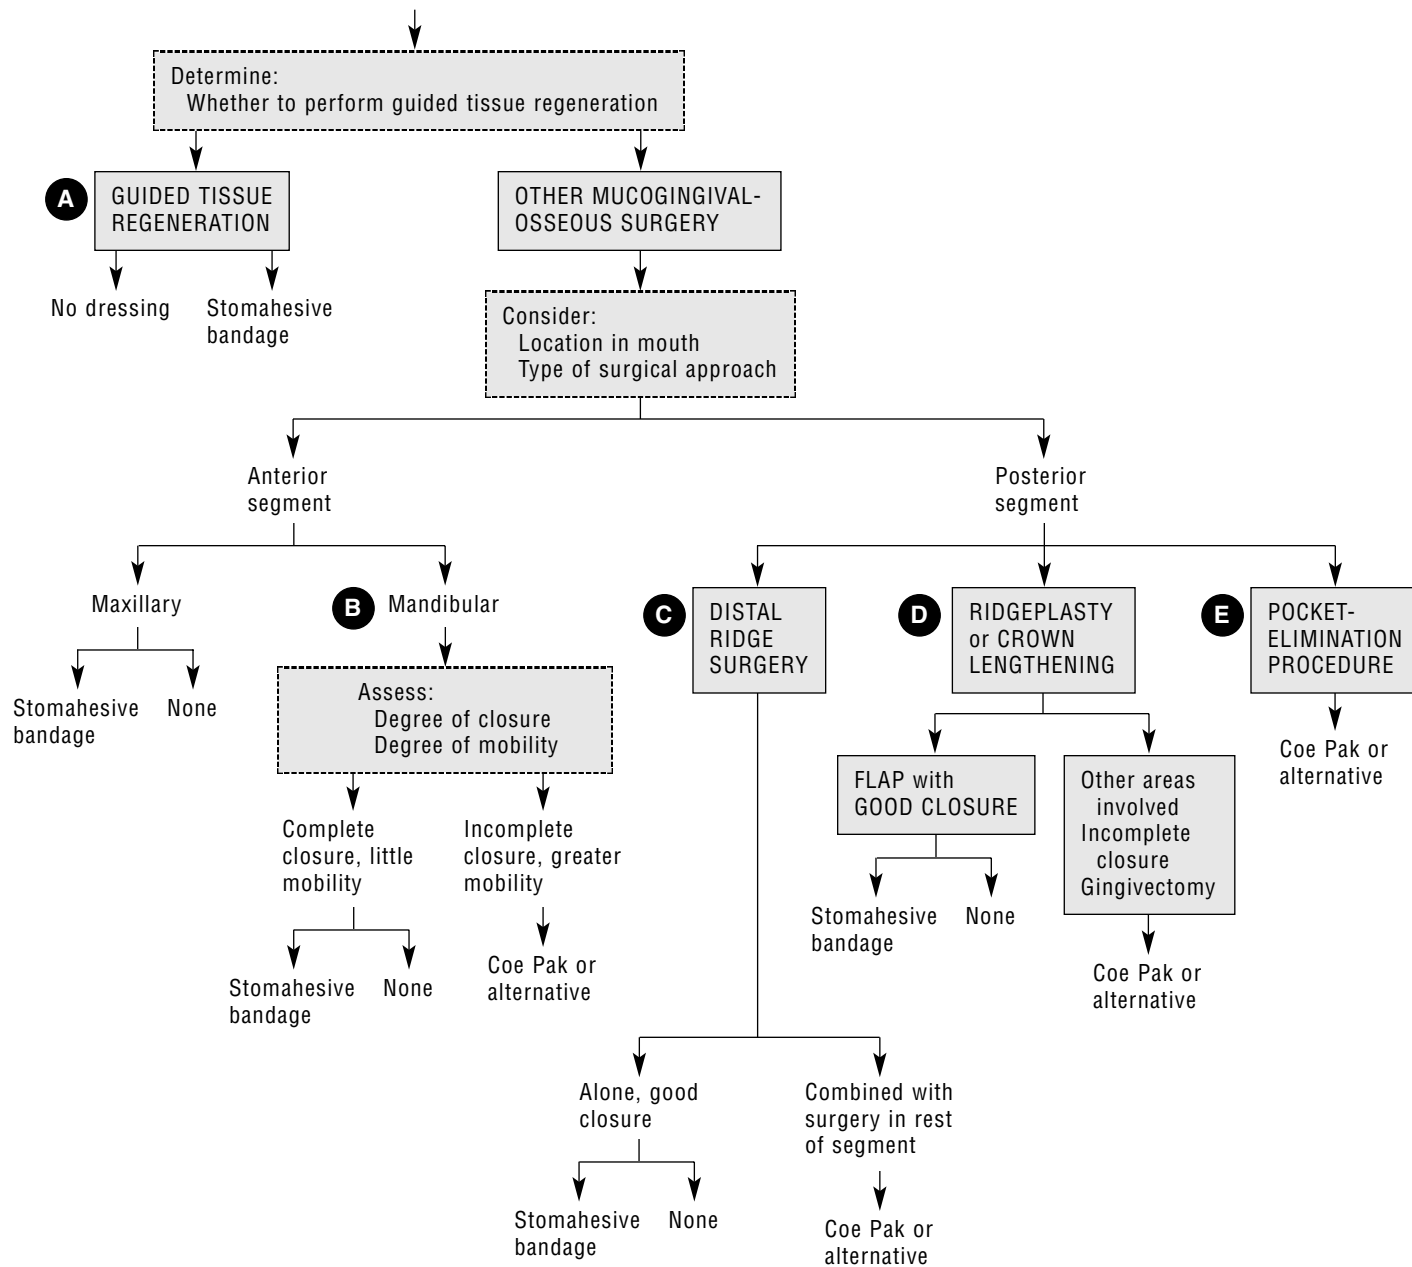 Determine:
Whether to perform guided tissue regeneration
A
GUIDED TISSUE
REGENERATION
OTHER MUCOGINGIVAL-
OSSEOUS SURGERY
No dressing
Stomahesive
bandage
Consider:
Location in mouth
Type of surgical approach
Anterior
segment
Posterior
segment
Maxillary
B
Mandibular
C
DISTAL
RIDGE
SURGERY
D
RIDGEPLASTY
or CROWN
LENGTHENING
E
POCKET-
ELIMINATION
PROCEDURE
Stomahesive
bandage
None
Assess:
Degree of closure
Degree of mobility
Coe Pak or
alternative
FLAP with
GOOD CLOSURE
Other areas
involved
Incomplete
closure
Gingivectomy
Complete
closure, little
mobility
Incomplete
closure, greater
mobility
Stomahesive
bandage
None
Stomahesive
bandage
None
Coe Pak or
alternative
Coe Pak or
alternative
Alone, good
closure
Combined with
surgery in rest
of segment
Stomahesive
bandage
None
Coe Pak or
alternative